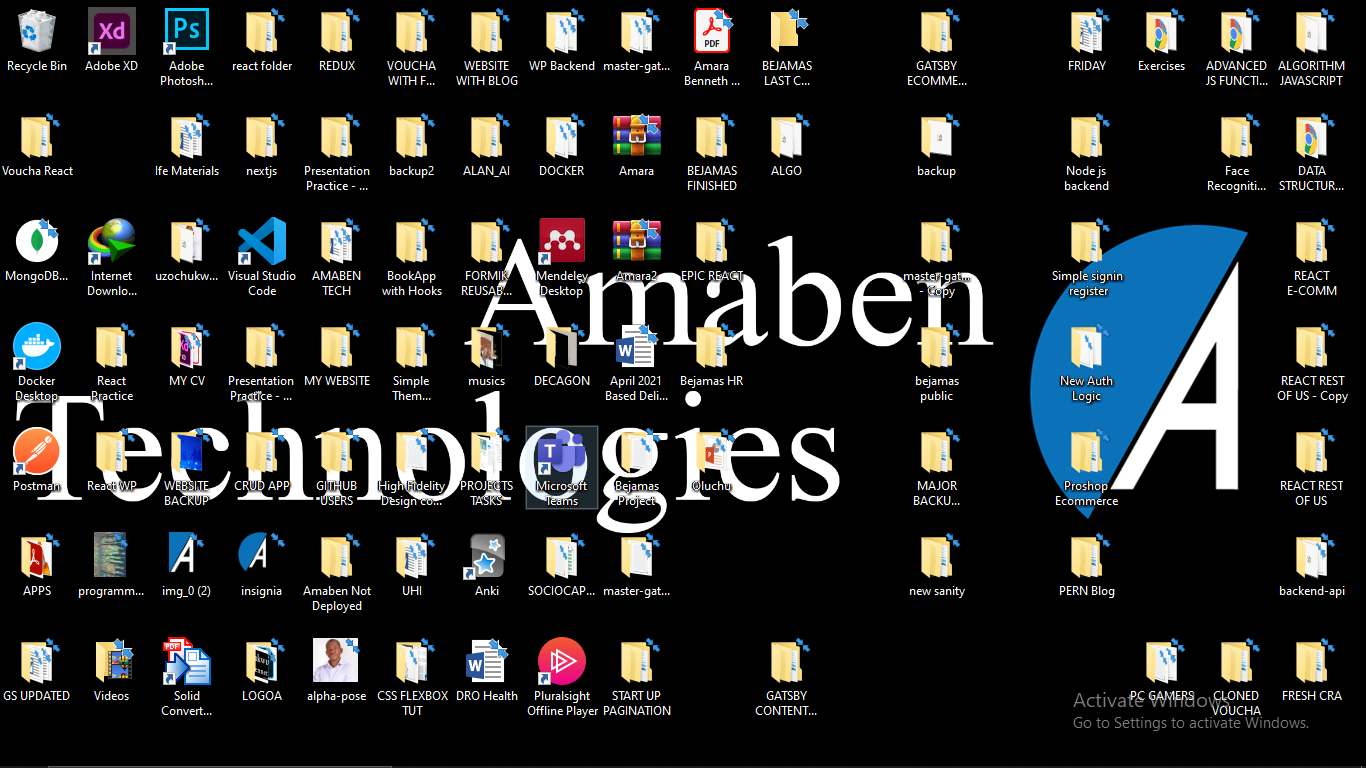 Recycle Bin
Adobe XD
Adobe
Photosh...
react folder
REDUX
VOUCHA
WITH F...
WEBSITE
WITH BLOG
WP Backend
master-gat...
Amara
Benneth ...
BEJAMAS
LAST C...
GATSBY
ECOMME...
FRIDAY
Exercises
ADVANCED
JS FUNCTI...
ALGORITHM
JAVASCRIPT
Voucha React
Ife Materials
nextjs
Presentation
Practice - ...
backup2
ALAN_AI
DOCKER
Amara
BEJAMAS
FINISHED
ALGO
backup
Node js
backend
Face
Recogniti...
DATA
STRUCTUR...
MongoDB...
Internet
Downlo...
uzochukw...
Visual Studio
Code
AMABEN
TECH
BookApp
with Hooks
FORMIK
REUSAB...
Mendeley
Desktop
Amara2
EPIC REACT
master-gat...
- Copy
Simple signin
register
REACT
E-COMM
Amaben
Docker
Desktop
React
Practice
MY CV
Presentation
Practice - ...
MY WEBSITE
Simple
Them...
musics
DECAGON
April 2021
Based Deli...
Bejamas HR
bejamas
public
New Auth
Logic
REACT REST
OF US - Copy
A
Technologies
Postman
React WP
WEBSITE
BACKUP
CRUD APP
GITHUB
USERS
High Fidelity
Design co...
PROJECTS
TASKS
Microsoft
Teams
Bejamas
Project
Oluchu
MAJOR
BACKU...
Proshop
Ecommerce
REACT REST
OF US
APPS
programm...
img_0 (2)
insignia
Amaben Not
Deployed
UHI
Anki
SOCIOCAP...
master-gat...
new sanity
PERN Blog
backend-api
GS UPDATED
Videos
Solid
Convert...
LOGOA
alpha-pose
CSS FLEXBOX
TUT
DRO Health
Pluralsight
Offline Player
START UP
PAGINATION
GATSBY
CONTENT...
PC GAMERS
CLONED
VOUCHA
FRESH CRA
Activate Windows
Go to Settings to activate Windows.